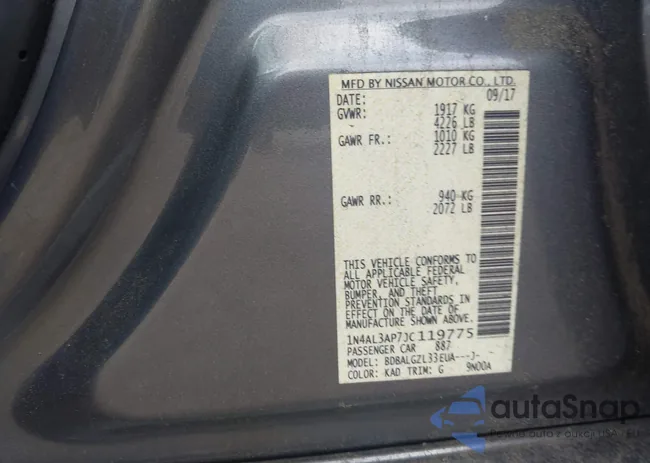 MFD BY NISSAN MOTOR CO., LTD.
DATE: 09/17
GVWR: 1917 KG
4226 LB
GAWR FR.: 1010 KG
2227 LB
GAWR RR.: 940 KG
2072 LB
THIS VEHICLE CONFORMS TO
ALL APPLICABLE FEDERAL
MOTOR VEHICLE SAFETY,
BUMPER, AND THEFT
PREVENTION STANDARDS IN
EFFECT ON THE DATE OF
MANUFACTURE SHOWN ABOVE.
1N4AL3AP7JC119775
PASSENGER CAR 887
MODEL: BDBALGZL33EUA---J-
COLOR: KAD TRIM: G 9N00A
autaSnap